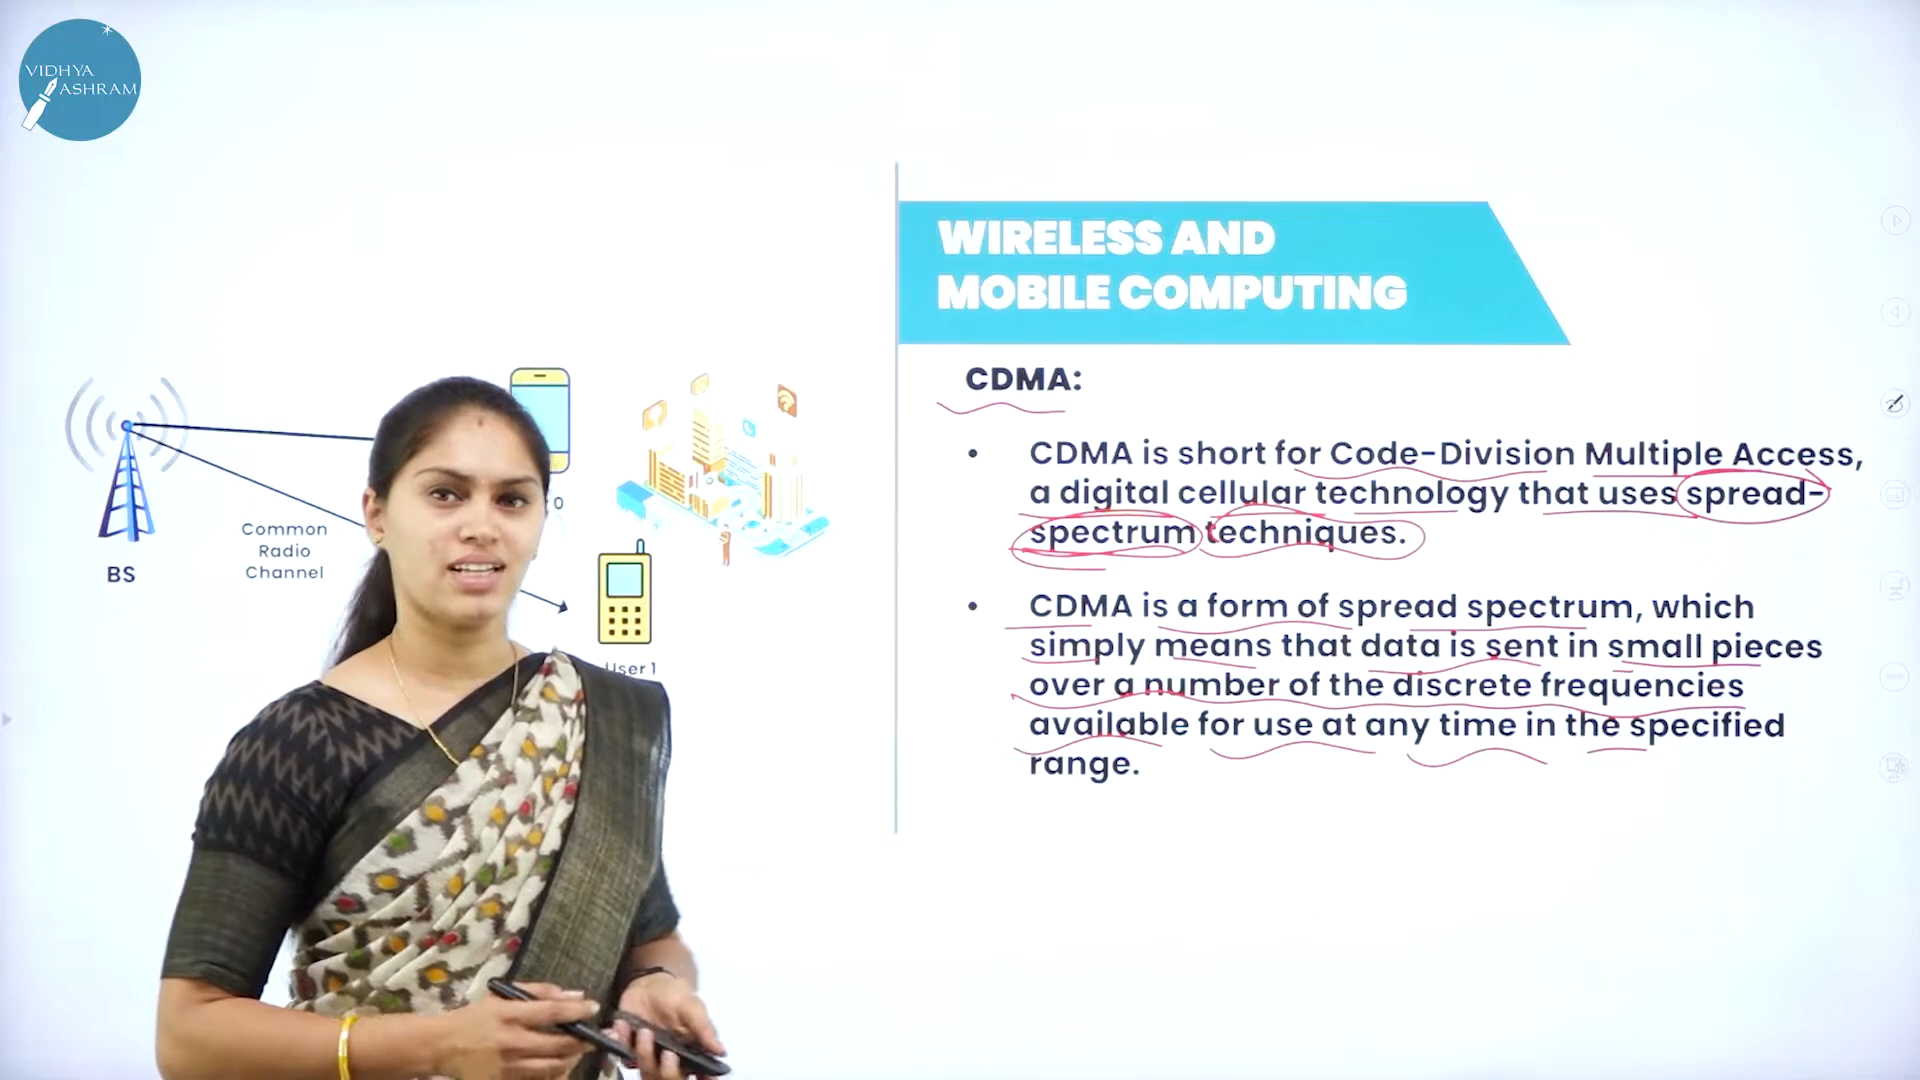 VIDHYA
ASHRAM
WIRELESS AND
MOBILE COMPUTING
CDMA:
• CDMA is short for Code-Division Multiple Access,
a digital cellular technology that uses spread-
spectrum techniques.
• CDMA is a form of spread spectrum, which
simply means that data is sent in small pieces
over a number of the discrete frequencies
available for use at any time in the specified
range.
Common
Radio
Channel
BS
0
User 1